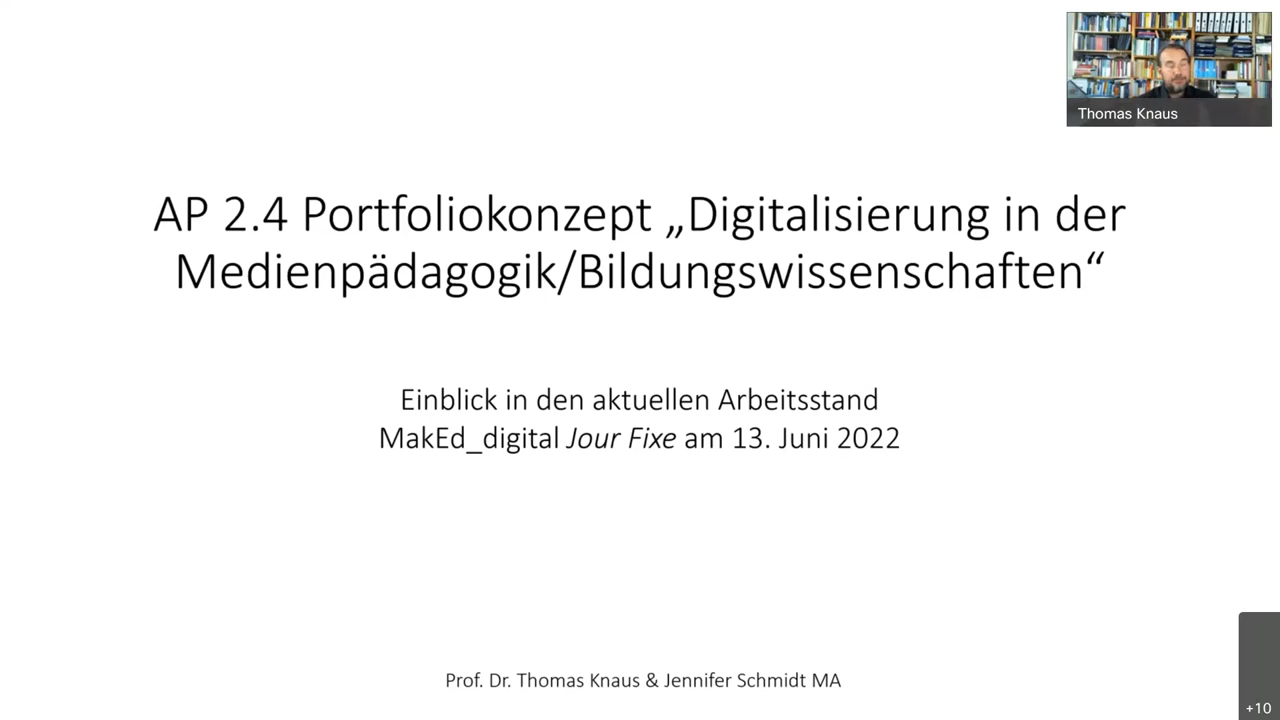 Thomas Knaus
AP 2.4 Portfoliokonzept „Digitalisierung in der
Medienpädagogik/Bildungswissenschaften“
Einblick in den aktuellen Arbeitsstand
MakEd_digital Jour Fixe am 13. Juni 2022
Prof. Dr. Thomas Knaus & Jennifer Schmidt MA
+10